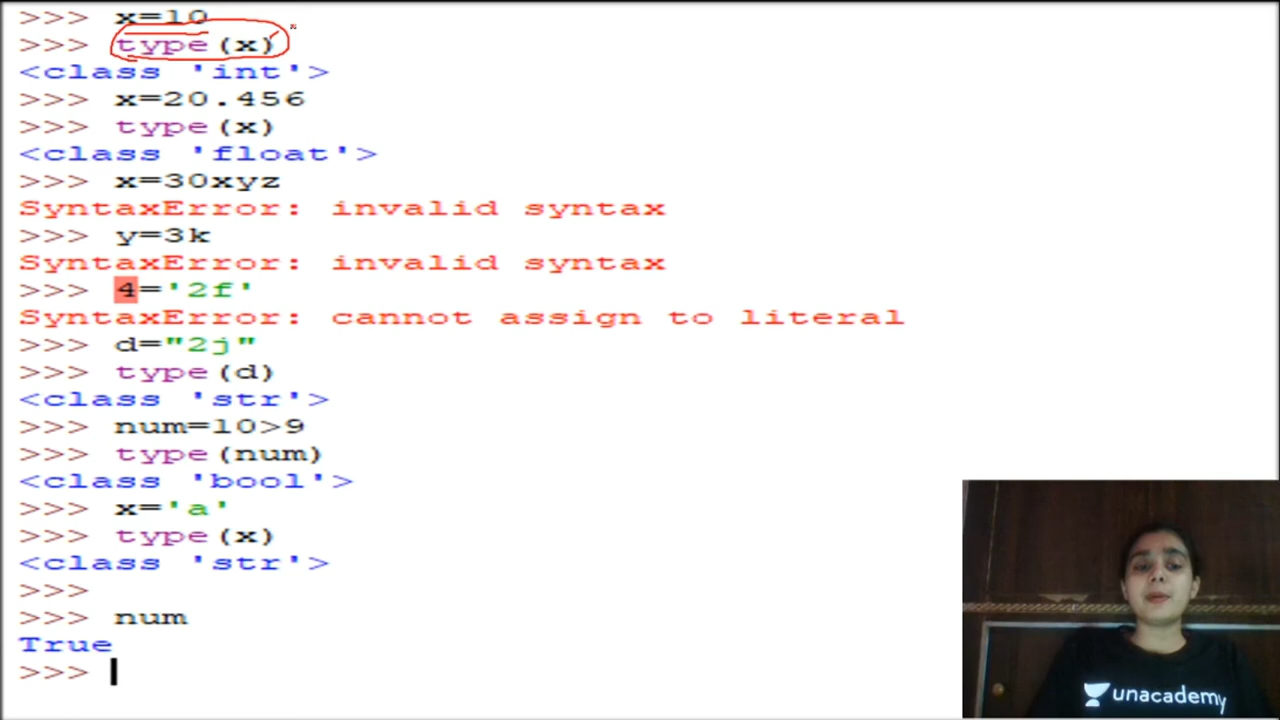 >>> x=10
>>> type(x)
<class 'int'>
>>> x=20.456
>>> type(x)
<class 'float'>
>>> x=30xyz
SyntaxError: invalid syntax
>>> y=3k
SyntaxError: invalid syntax
>>> 4='2f'
SyntaxError: cannot assign to literal
>>> d="2j"
>>> type(d)
<class 'str'>
>>> num=10>9
>>> type(num)
<class 'bool'>
>>> x='a'
>>> type(x)
<class 'str'>
>>>
>>> num
True
>>>
unacademy